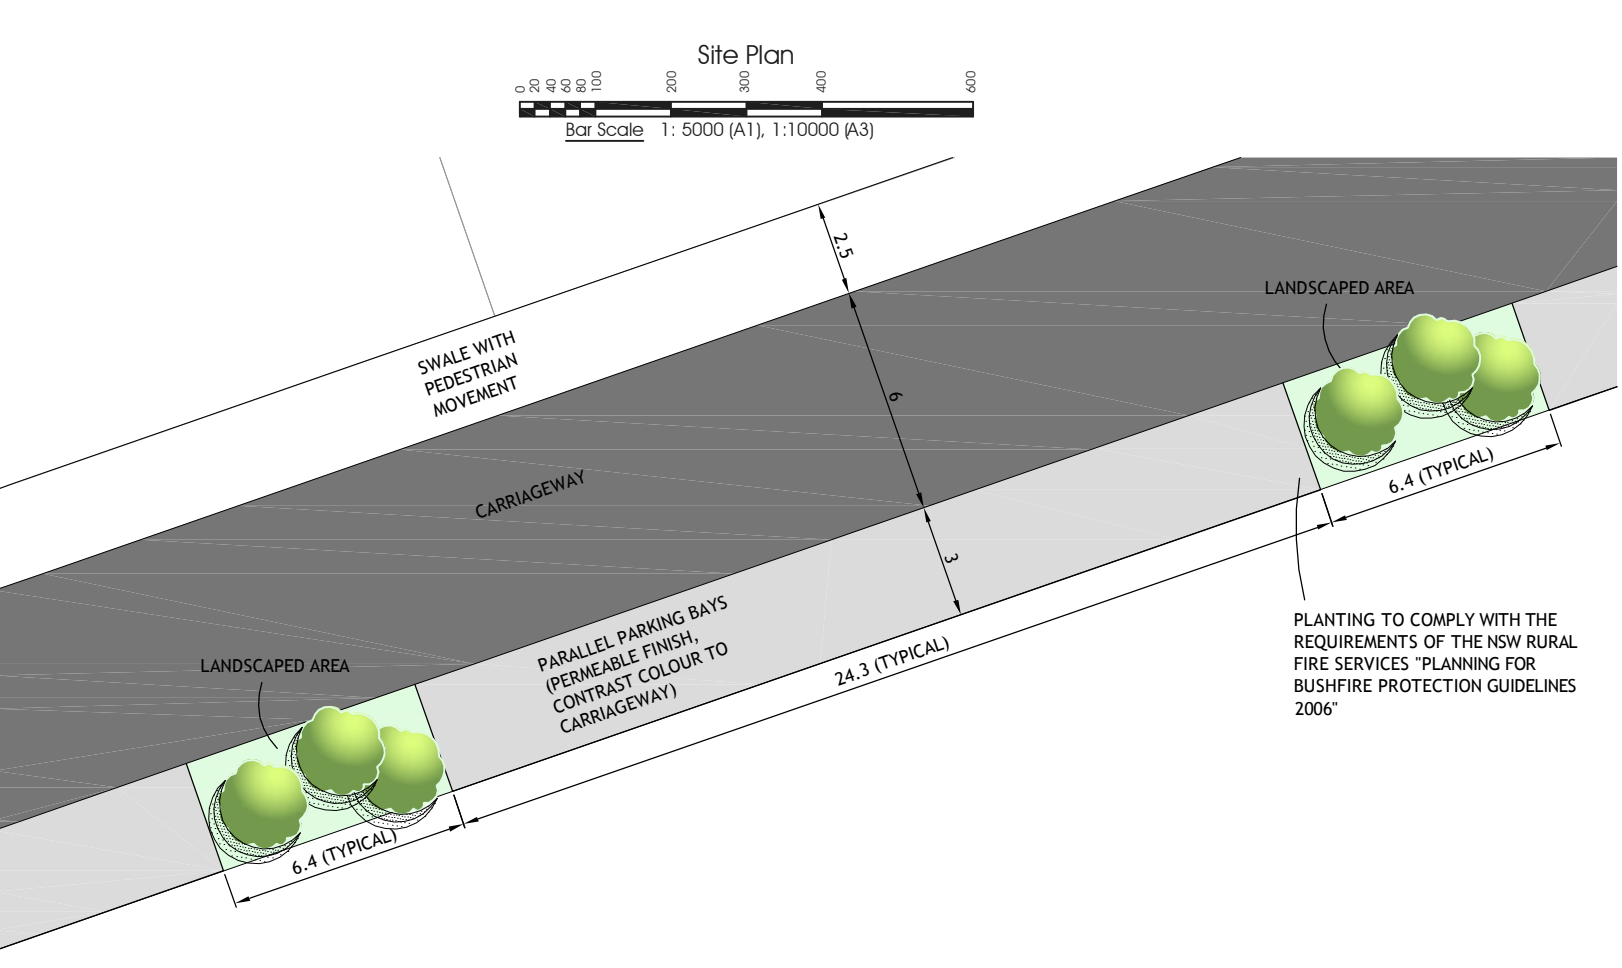 Site Plan
0 20 40 60 80 100 200 300 400 600
Bar Scale 1: 5000 (A1), 1:10000 (A3)
2.5
LANDSCAPED AREA
SWALE WITH
PEDESTRIAN
MOVEMENT
6
CARRIAGEWAY
6.4 (TYPICAL)
3
PARALLEL PARKING BAYS
(PERMEABLE FINISH,
CONTRAST COLOUR TO
CARRIAGEWAY)
24.3 (TYPICAL)
PLANTING TO COMPLY WITH THE
REQUIREMENTS OF THE NSW RURAL
FIRE SERVICES "PLANNING FOR
BUSHFIRE PROTECTION GUIDELINES
2006"
LANDSCAPED AREA
6.4 (TYPICAL)